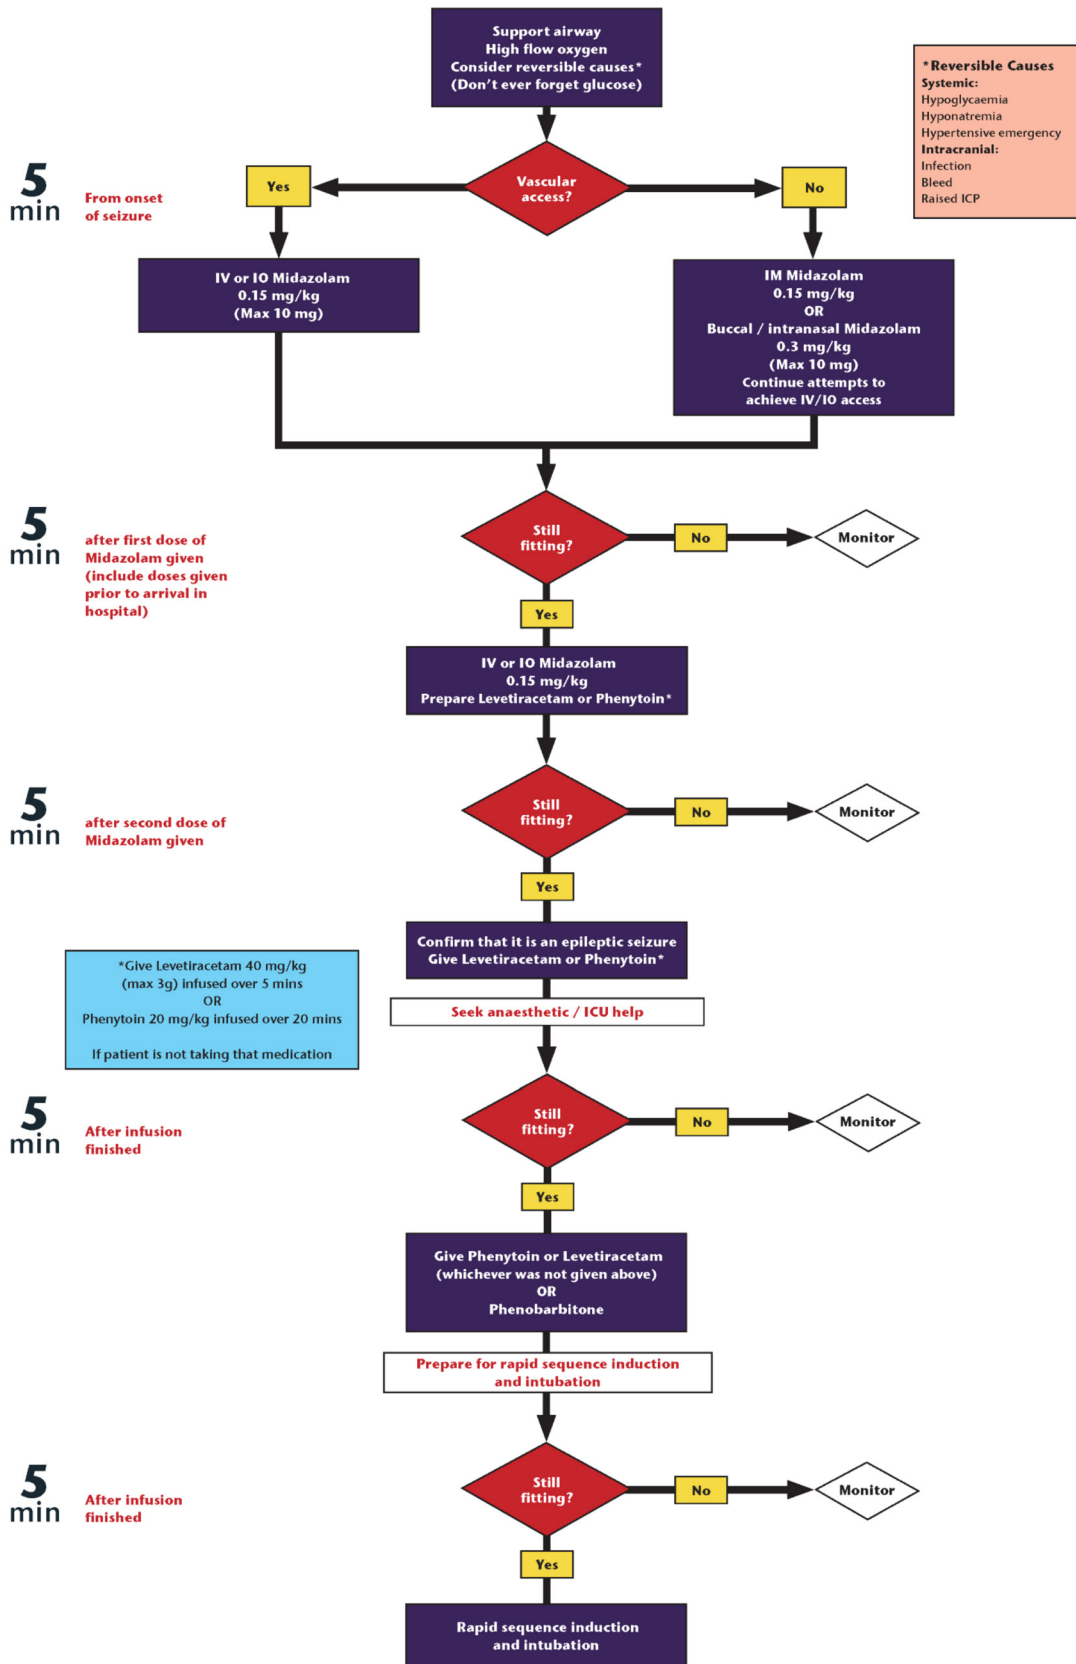 Support airway
High flow oxygen
Consider reversible causes*
(Don't ever forget glucose)
*Reversible Causes
Systemic:
Hypoglycaemia
Hyponatremia
Hypertensive emergency
Intracranial:
Infection
Bleed
Raised ICP
5
min
From onset
of seizure
Yes
Vascular
access?
No
IV or IO Midazolam
0.15 mg/kg
(Max 10 mg)
IM Midazolam
0.15 mg/kg
OR
Buccal / intranasal Midazolam
0.3 mg/kg
(Max 10 mg)
Continue attempts to
achieve IV/IO access
5
min
after first dose of
Midazolam given
(include doses given
prior to arrival in
hospital)
Still
fitting?
No
Monitor
Yes
IV or IO Midazolam
0.15 mg/kg
Prepare Levetiracetam or Phenytoin*
5
min
after second dose of
Midazolam given
Still
fitting?
No
Monitor
Yes
Confirm that it is an epileptic seizure
Give Levetiracetam or Phenytoin*
*Give Levetiracetam 40 mg/kg
(max 3g) infused over 5 mins
OR
Phenytoin 20 mg/kg infused over 20 mins
If patient is not taking that medication
Seek anaesthetic / ICU help
5
min
After infusion
finished
Still
fitting?
No
Monitor
Yes
Give Phenytoin or Levetiracetam
(whichever was not given above)
OR
Phenobarbitone
Prepare for rapid sequence induction
and intubation
5
min
After infusion
finished
Still
fitting?
No
Monitor
Yes
Rapid sequence induction
and intubation